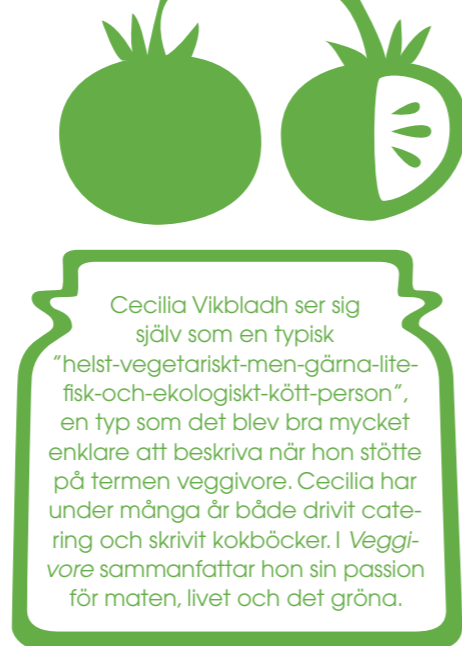 Cecilia Vikbladh ser sig
själv som en typisk
”helst-vegetariskt-men-gärna-lite-
fisk-och-ekologiskt-kött-person”,
en typ som det blev bra mycket
enklare att beskriva när hon stötte
på termen veggivore. Cecilia har
under många år både drivit cate-
ring och skrivit kokböcker. I Veggi-
vore sammanfattar hon sin passion
för maten, livet och det gröna.